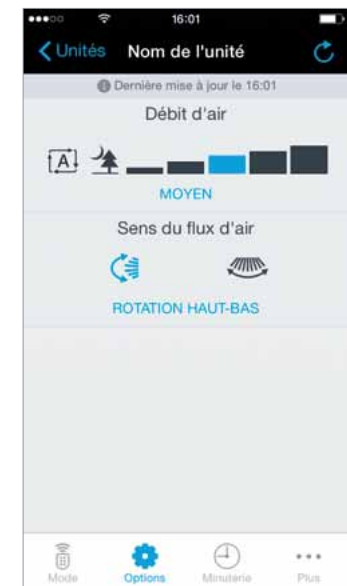 16:01
Unités
Nom de l'unité
Dernière mise à jour le 16:01
Débit d'air
A
MOYEN
Sens du flux d'air
ROTATION HAUT-BAS
Mode Options Minuterie Plus